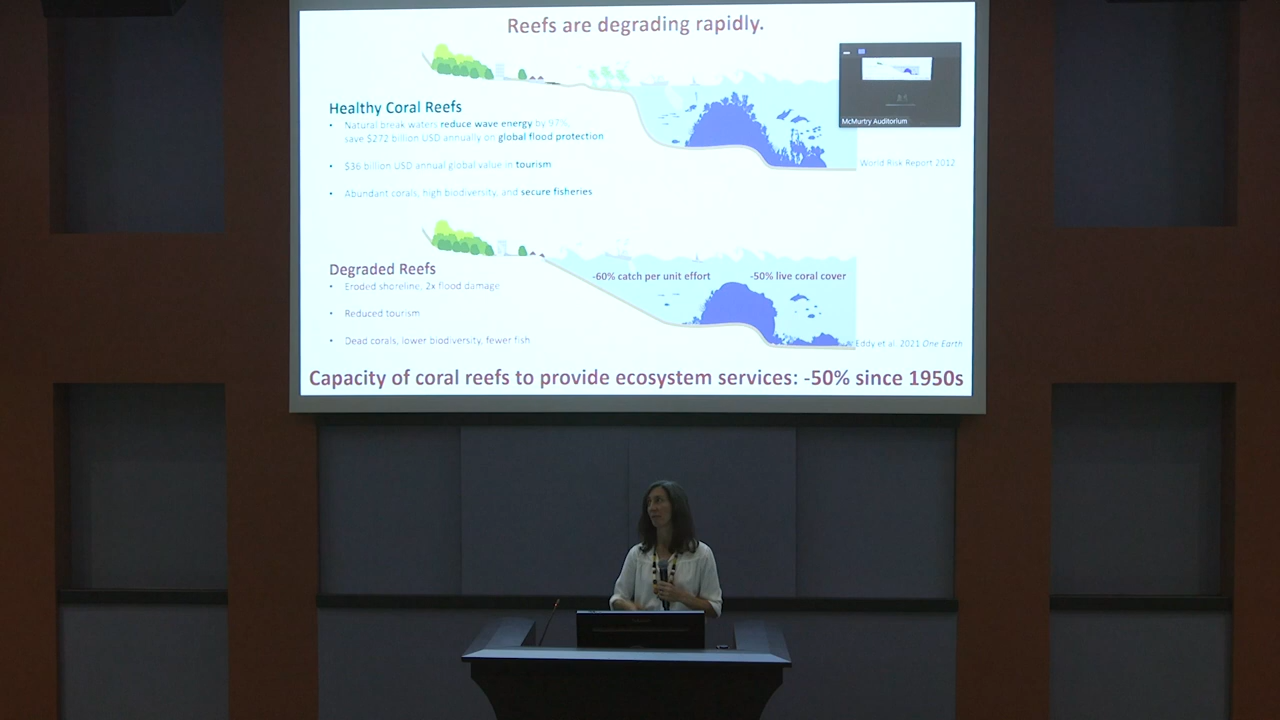 Reefs are degrading rapidly.
McMurtry Auditorium
Healthy Coral Reefs
• Natural break waters reduce wave energy by 97%,
save $272 billion USD annually on global flood protection
• $36 billion USD annual global value in tourism
World Risk Report 2012
• Abundant corals, high biodiversity, and secure fisheries
-60% catch per unit effort
-50% live coral cover
Degraded Reefs
• Eroded shoreline, 2x flood damage
• Reduced tourism
• Dead corals, lower biodiversity, fewer fish
Eddy et al. 2021 One Earth
Capacity of coral reefs to provide ecosystem services: -50% since 1950s